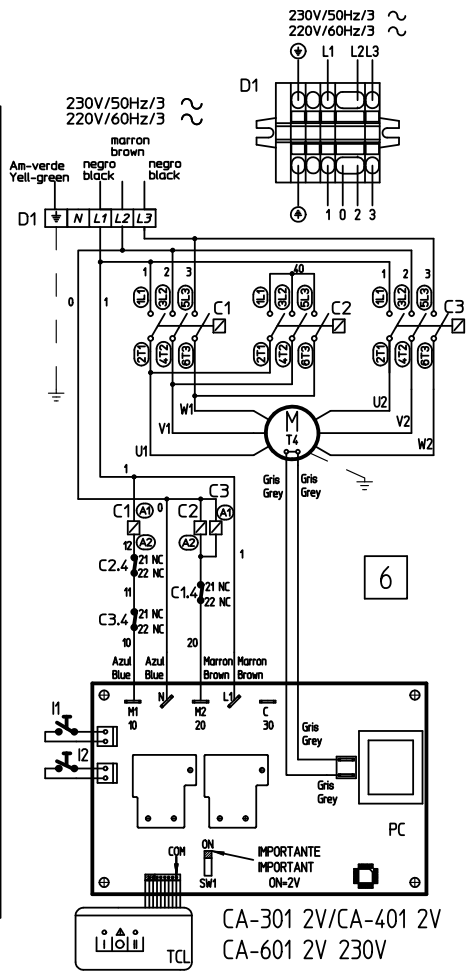 230V/50Hz/3
220V/60Hz/3
L1 L2 L3
D1
1 0 2 3
230V/50Hz/3
220V/60Hz/3
marron
brown
Am-verde
Yell-green
negro
black
negro
black
D1 N L1 L2 L3
0 1
1 2 3
40
1 2 3
1L1 3L2 5L3 C1
1L1 3L2 5L3 C2
1L1 3L2 5L3 C3
2T1 4T2 6T3
2T1 4T2 6T3
2T1 4T2 6T3
W1
V1
U1
M
T4
U2
V2
W2
Gris
Grey
Gris
Grey
1
C1 A1 0
C2 C3 A1
12 A2
A2
1
C2.4 21 NC
22 NC
11
C3.4 21 NC
22 NC
10
C1.4 21 NC
22 NC
20
6
Azul
Blue
Azul
Blue
Marron
Brown
Marron
Brown
M1
10
N
M2
20
L1
C
30
I1
I2
Gris
Grey
Gris
Grey
PC
COM
ON
SW1
IMPORTANTE
IMPORTANT
ON=2V
I O II
TCL
CA-301 2V/CA-401 2V
CA-601 2V 230V